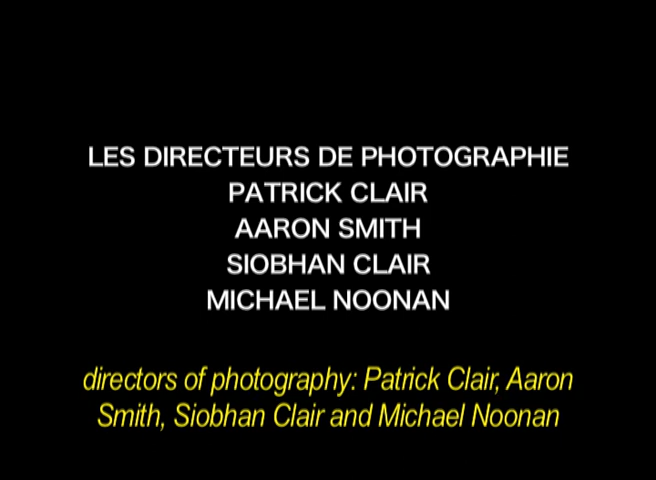 LES DIRECTEURS DE PHOTOGRAPHIE
PATRICK CLAIR
AARON SMITH
SIOBHAN CLAIR
MICHAEL NOONAN
directors of photography: Patrick Clair, Aaron
Smith, Siobhan Clair and Michael Noonan